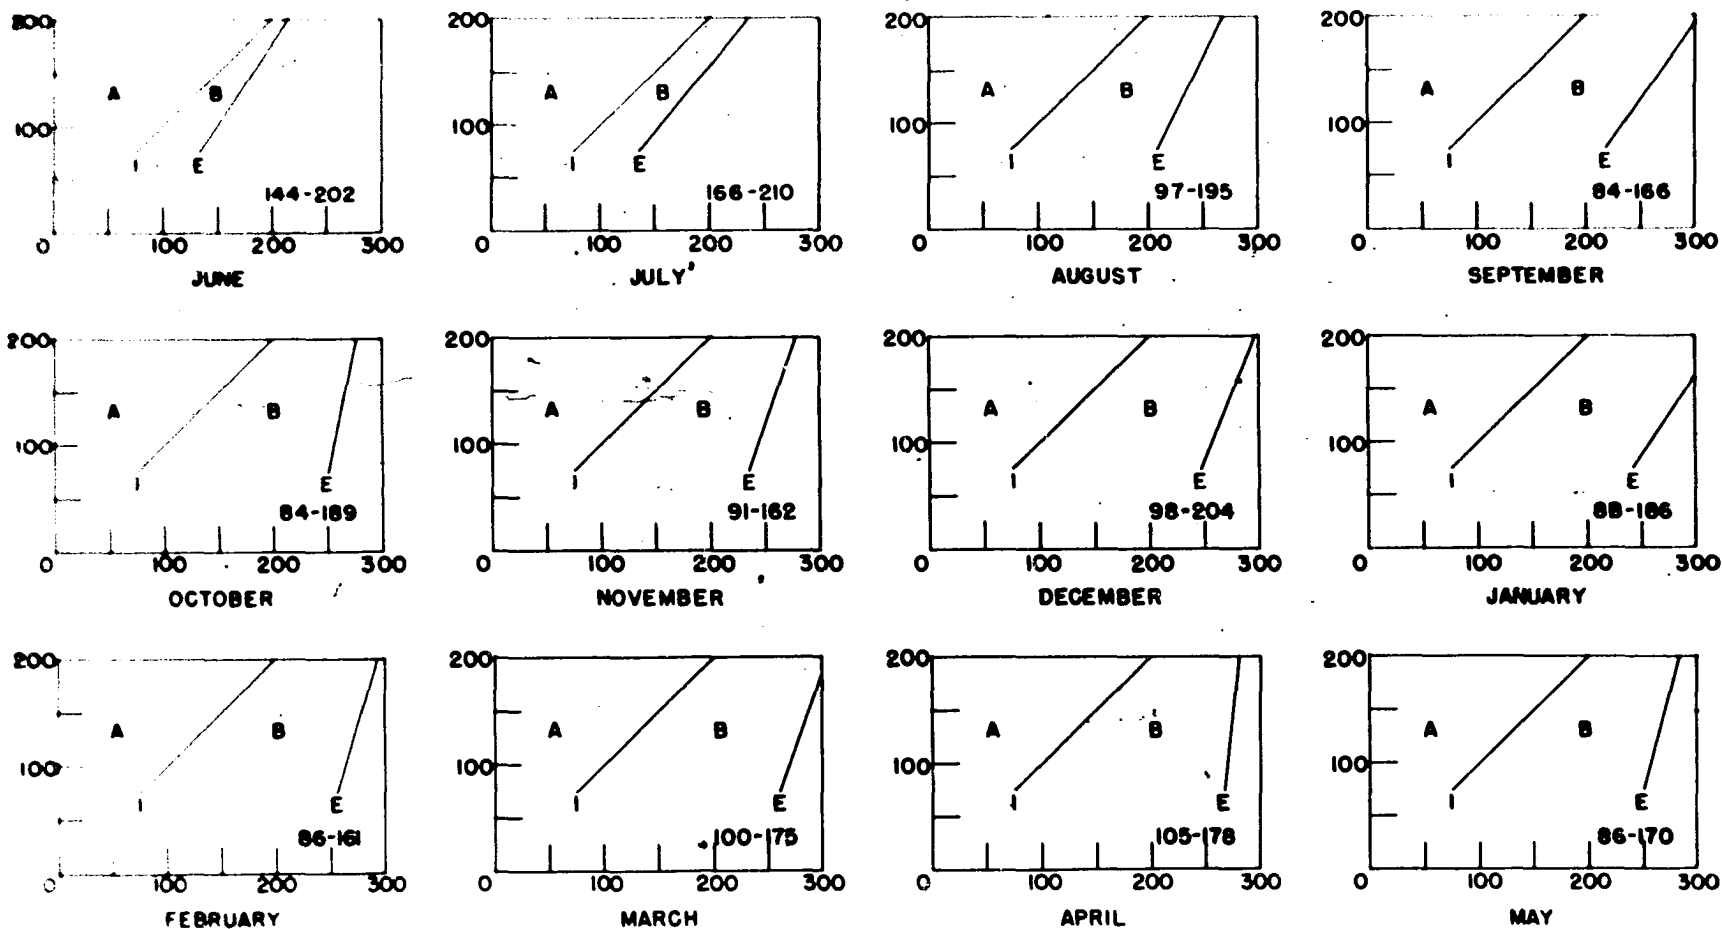 200 200 200 200
A B A B A B A B
100 100 100 100
I E I E I E I E
144-202 166-210 97-195 84-166
0 100 200 300 0 100 200 300 0 100 200 300 0 100 200 300
JUNE JULY AUGUST SEPTEMBER
200 200 200 200
A B A B A B A B
100 100 100 100
I E I E I E I E
84-189 91-162 98-204 88-186
0 100 200 300 0 100 200 300 0 100 200 300 0 100 200 300
OCTOBER NOVEMBER DECEMBER JANUARY
200 200 200 200
A B A B A B A B
100 100 100 100
I E I E I E I E
86-161 100-175 105-178 86-170
0 100 200 300 0 100 200 300 0 100 200 300 0 100 200 300
FEBRUARY MARCH APRIL MAY